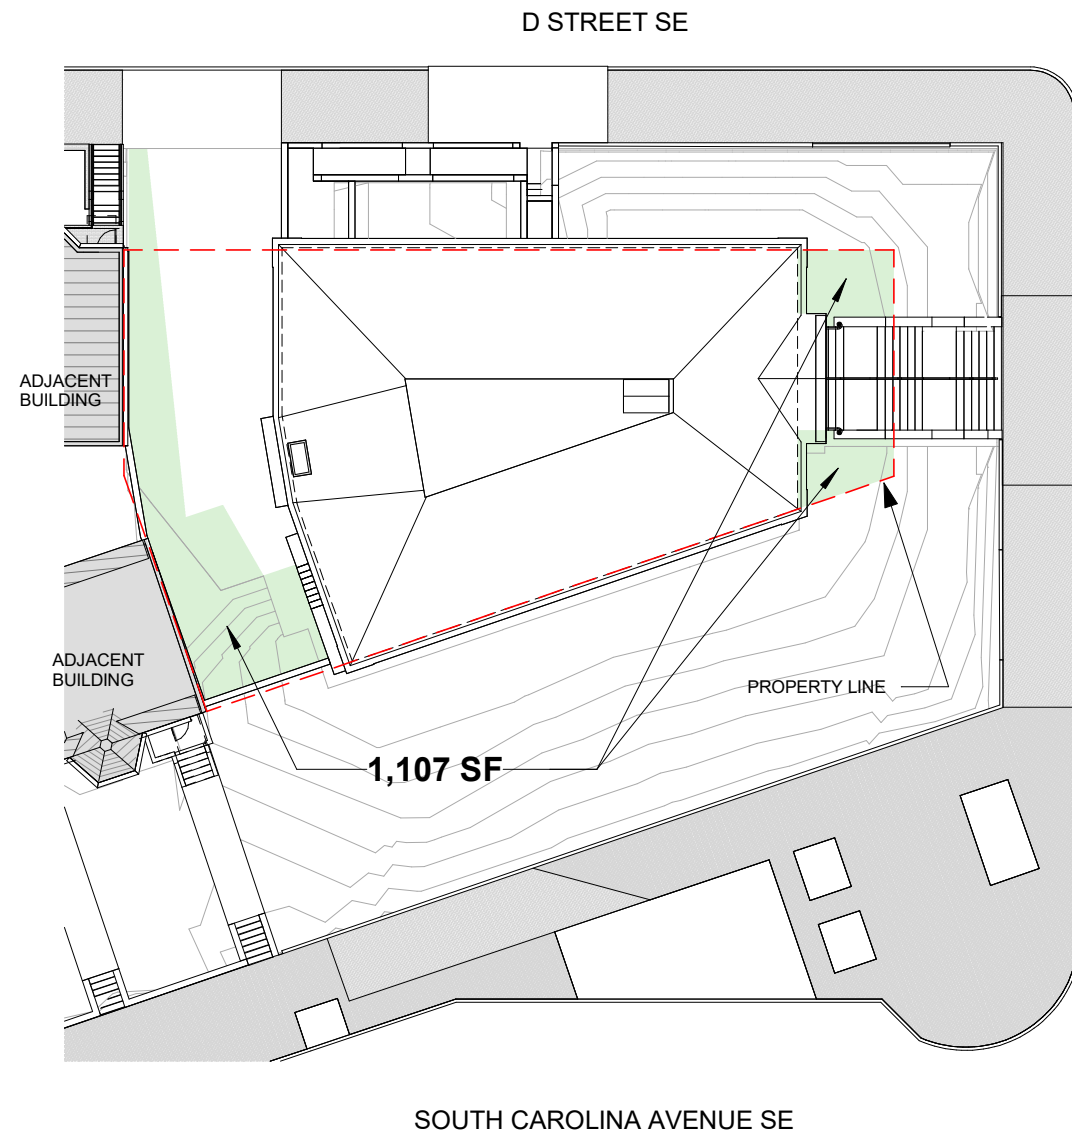 D STREET SE
ADJACENT
BUILDING
ADJACENT
BUILDING
PROPERTY LINE
1,107 SF
SOUTH CAROLINA AVENUE SE